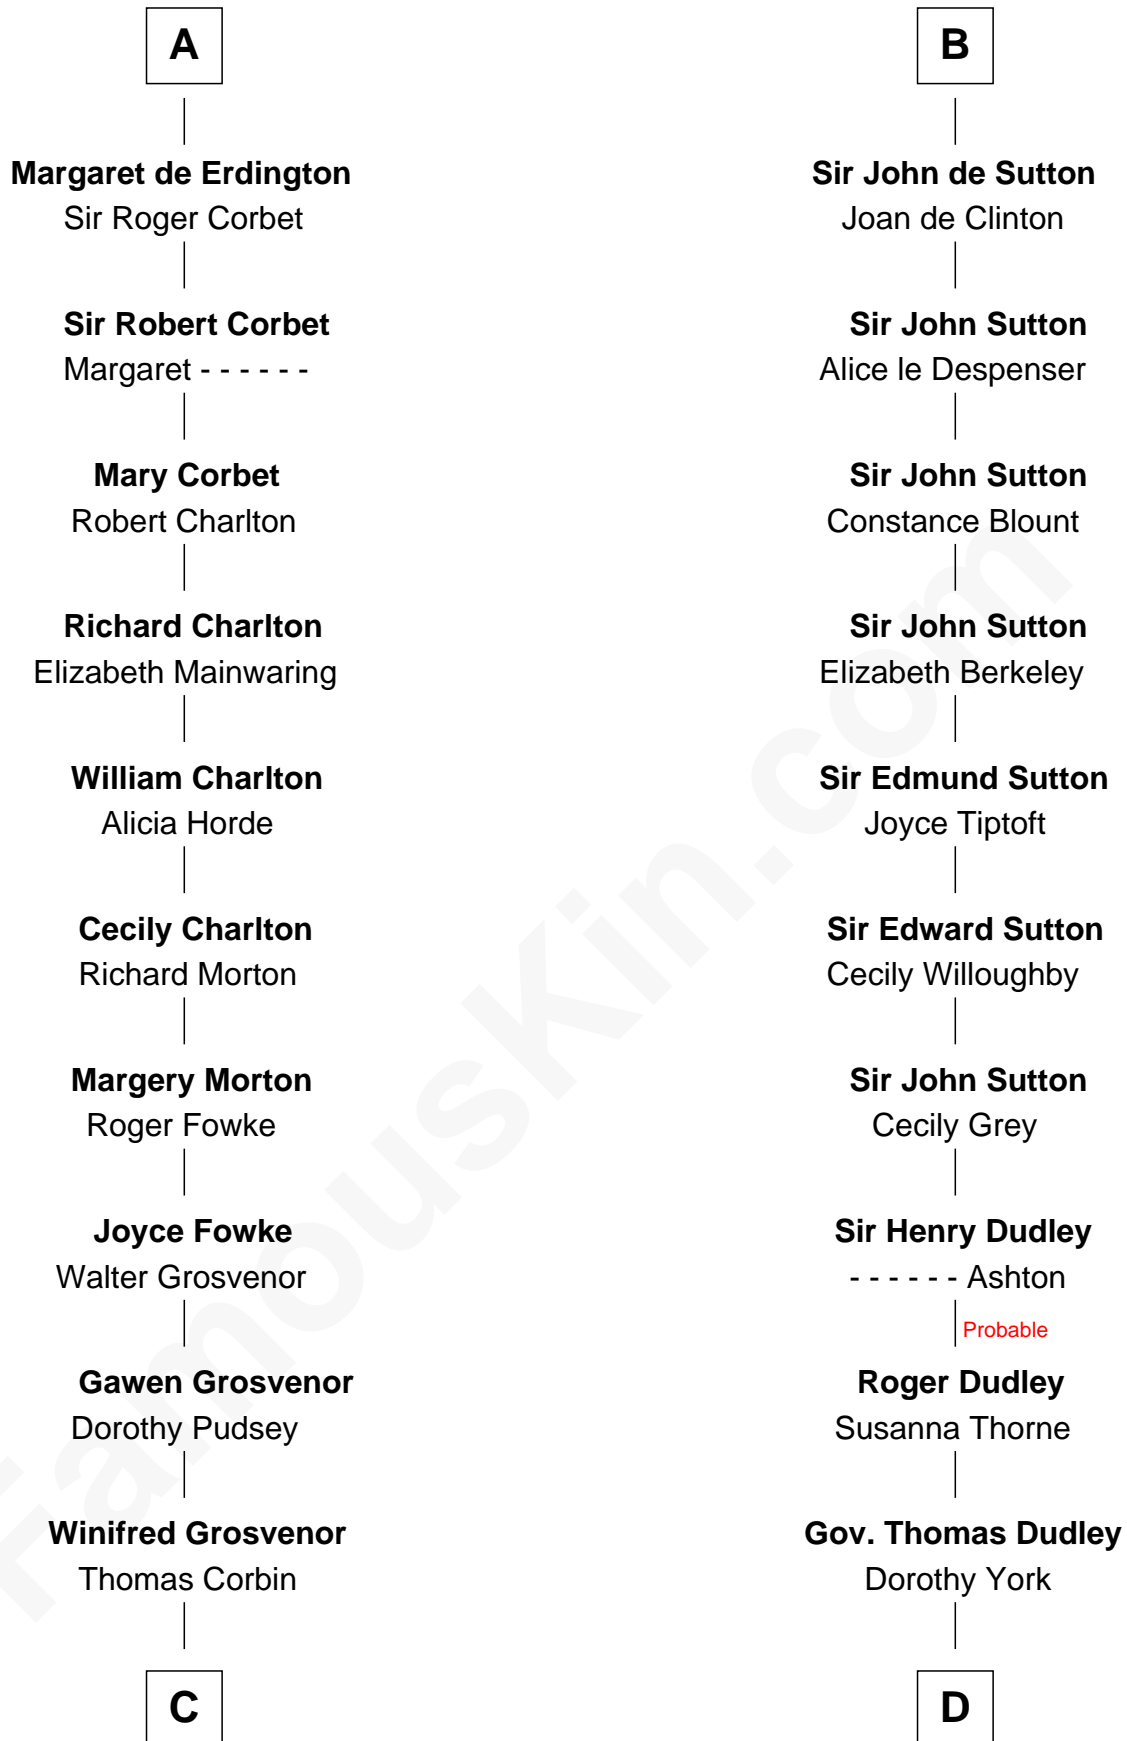 A
Margaret de Erdington
Sir Roger Corbet
Sir Robert Corbet
Margaret - - - - - -
Mary Corbet
Robert Charlton
Richard Charlton
Elizabeth Mainwaring
William Charlton
Alicia Horde
Cecily Charlton
Richard Morton
Margery Morton
Roger Fowke
Joyce Fowke
Walter Grosvenor
Gawen Grosvenor
Dorothy Pudsey
Winifred Grosvenor
Thomas Corbin
C
B
Sir John de Sutton
Joan de Clinton
Sir John Sutton
Alice le Despenser
Sir John Sutton
Constance Blount
Sir John Sutton
Elizabeth Berkeley
Sir Edmund Sutton
Joyce Tiptoft
Sir Edward Sutton
Cecily Willoughby
Sir John Sutton
Cecily Grey
Sir Henry Dudley
- - - - - - Ashton
Probable
Roger Dudley
Susanna Thorne
Gov. Thomas Dudley
Dorothy York
D
FamousKin.com